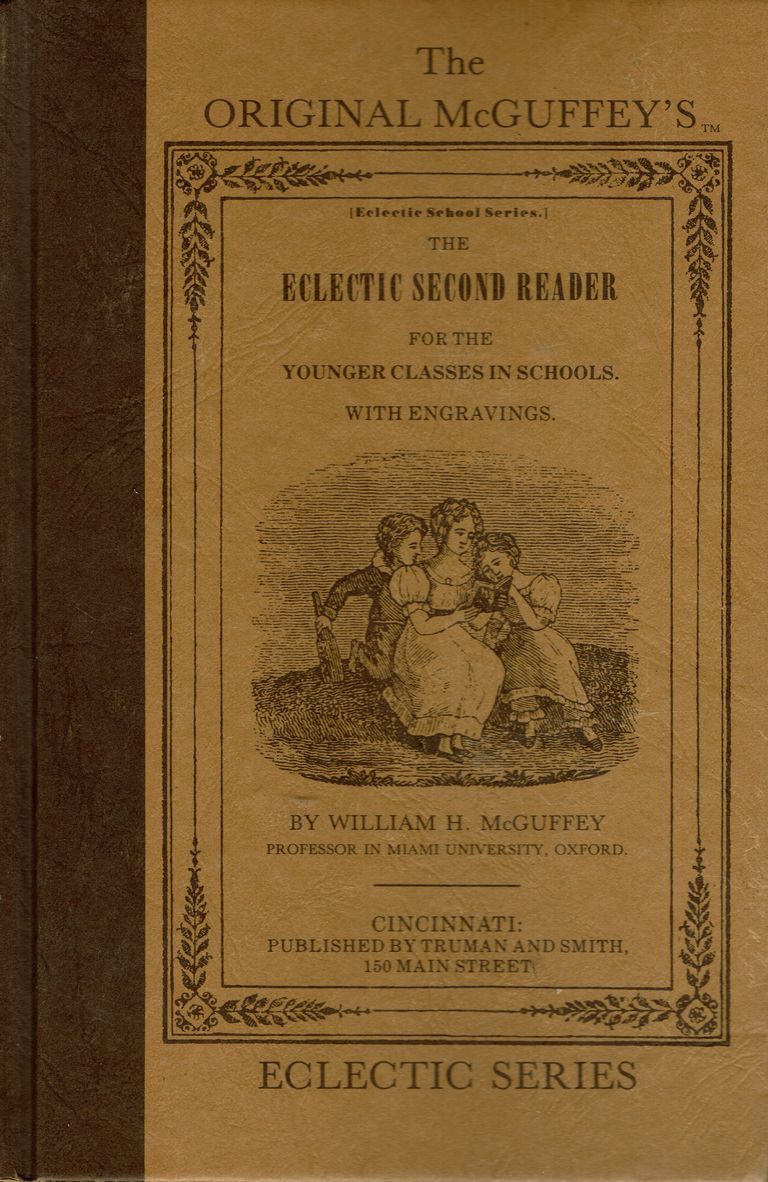 The
ORIGINAL McGUFFEY'S™
[Eclectic School Series.]
THE
ECLECTIC SECOND READER
FOR THE
YOUNGER CLASSES IN SCHOOLS.
WITH ENGRAVINGS.
BY WILLIAM H. McGUFFEY
PROFESSOR IN MIAMI UNIVERSITY, OXFORD.
CINCINNATI:
PUBLISHED BY TRUMAN AND SMITH,
150 MAIN STREET
ECLECTIC SERIES